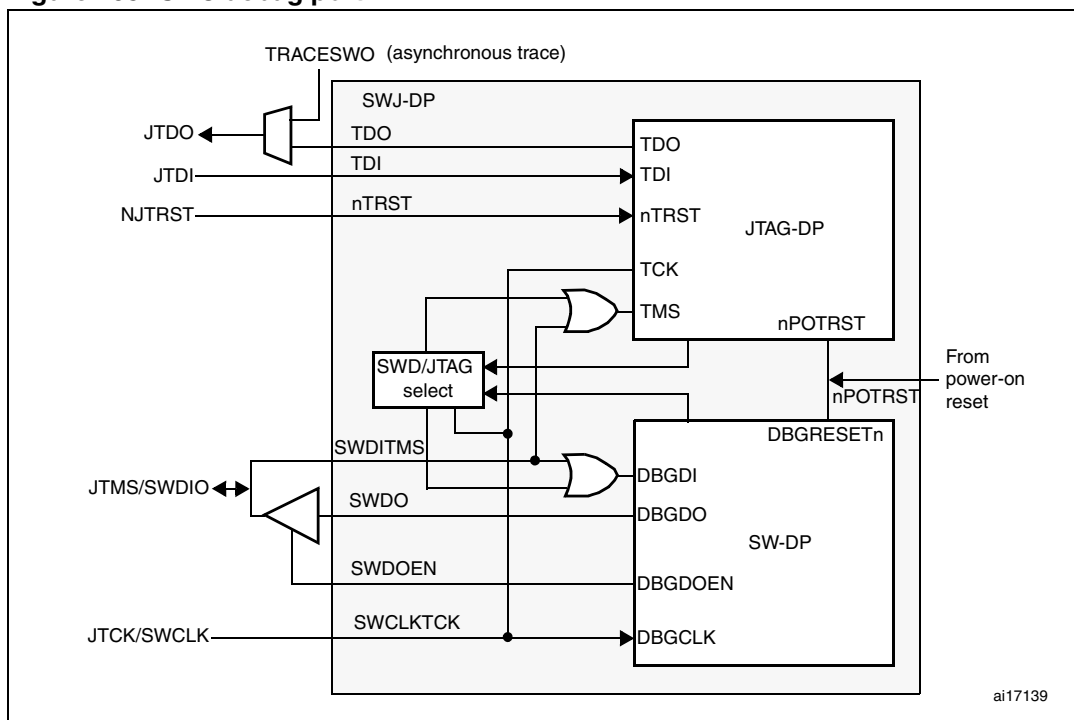 TRACESWO (asynchronous trace)
SWJ-DP
JTDO
TDO
TDO
JTDI
TDI
TDI
NJTRST
nTRST
nTRST
JTAG-DP
TCK
TMS
nPOTRST
SWD/JTAG
select
From
power-on
reset
nPOTRST
DBGRESETn
SWDITMS
DBGDI
JTMS/SWDIO
SWDO
DBGDO
SW-DP
SWDOEN
DBGDOEN
JTCK/SWCLK
SWCLKTCK
DBGCLK
ai17139